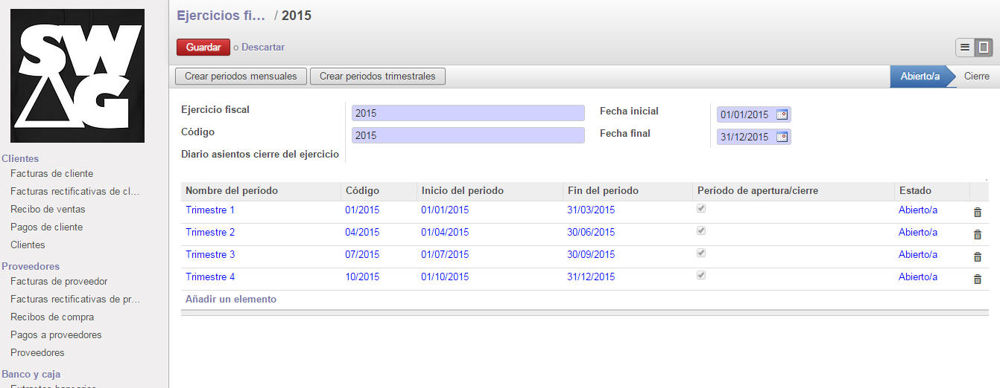 SW
G
Clientes
Facturas de cliente
Facturas rectificativas de cl...
Recibo de ventas
Pagos de cliente
Clientes
Proveedores
Facturas de proveedor
Facturas rectificativas de pr...
Recibos de compra
Pagos a proveedores
Proveedores
Banco y caja
Extractos bancarios
Ejercicios fi... / 2015
Guardar o Descartar
Crear periodos mensuales Crear periodos trimestrales Abierto/a Cierre
Ejercicio fiscal 2015 Fecha inicial 01/01/2015
Código 2015 Fecha final 31/12/2015
Diario asientos cierre del ejercicio
Nombre del período Código Inicio del periodo Fin del periodo Período de apertura/cierre Estado
Trimestre 1 01/2015 01/01/2015 31/03/2015 Abierto/a
Trimestre 2 04/2015 01/04/2015 30/06/2015 Abierto/a
Trimestre 3 07/2015 01/07/2015 30/09/2015 Abierto/a
Trimestre 4 10/2015 01/10/2015 31/12/2015 Abierto/a
Añadir un elemento